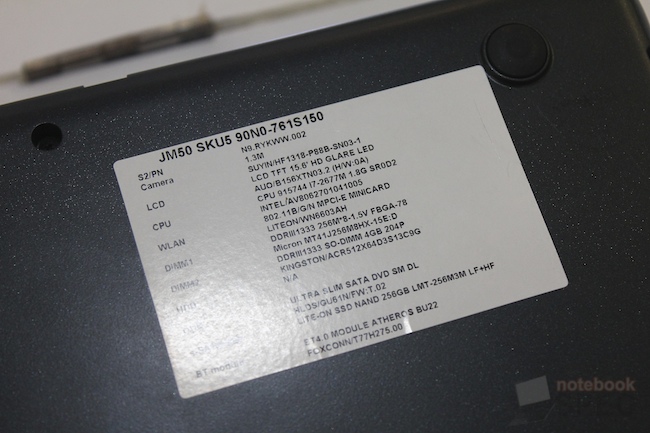 JM50 SKU5 90N0-761S150
S2/PN N9.RYKWW.002
Camera 1.3M
SUYIN/HF1318-P88B-SN03-1
LCD LCD TFT 15.6' HD GLARE LED
AUO/B156XTN03.2 (H/W:0A)
CPU CPU 915744 I7-2677M 1.8G SR0D2
INTEL/AV8062701041005
WLAN 802.11B/G/N MPCI-E MINICARD
LITEON/WN6603AH
DIMM1 DDRIII1333 256M*8-1.5V FBGA-78
Micron MT41J256M8HX-15E:D
DIMM2 DDRIII1333 SO-DIMM 4GB 204P
KINGSTON/ACR512X64D3S13C9G
N/A
ULTRA SLIM SATA DVD SM DL
HLDS/GU61N/FW:T.02
LITE-ON SSD NAND 256GB LMT-256M3M LF+HF
BT module BT4.0 MODULE ATHEROS BU22
FOXCONN/T77H275.00
notebook
SPEC